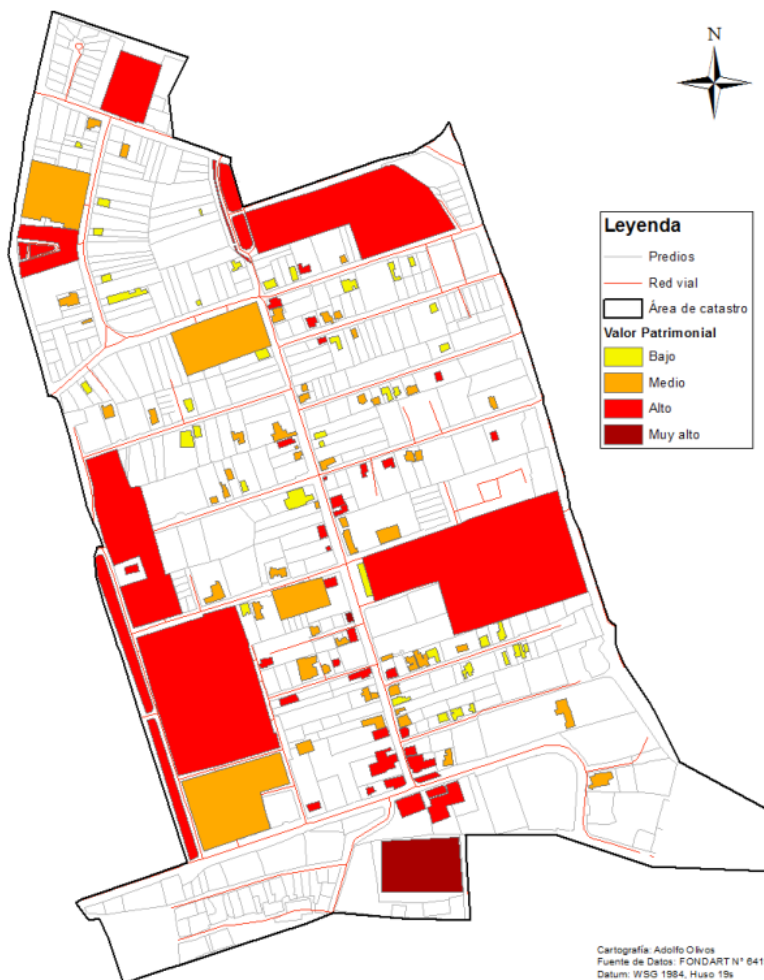 N
Leyenda
Predios
Red vial
Área de catastro
Valor Patrimonial
Bajo
Medio
Alto
Muy alto
Cartografía: Adolfo Olivos
Fuente de Datos: FONDART N° 641
Datum: WSG 1984, Huso 19s